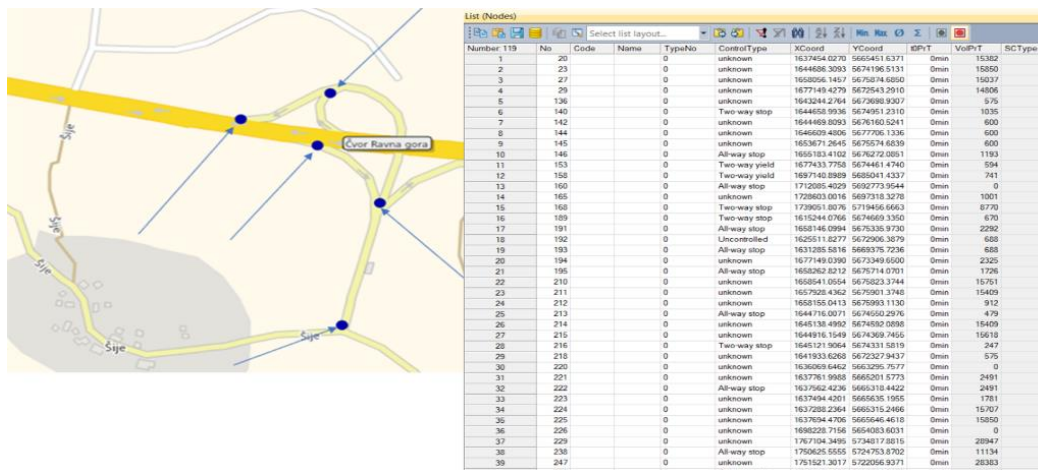 Čvor Ravna gora
Šije
Šije
Šije
Šije
Šije
List (Nodes)
Select list layout... Min Max Ø Σ
Number: 119 No Code Name TypeNo ControlType XCoord YCoord t0PrT VolPrT SCType
1 20 0 unknown 1637454.0270 5665451.6371 0min 15382
2 23 0 unknown 1644686.3093 5674196.5131 0min 15850
3 27 0 unknown 1658056.1457 5675874.6850 0min 15037
4 29 0 unknown 1677149.4279 5672543.2910 0min 14806
5 136 0 unknown 1643244.2764 5673698.9307 0min 575
6 140 0 Two-way stop 1644658.9936 5674951.2310 0min 1035
7 142 0 unknown 1644469.8093 5676160.5241 0min 600
8 144 0 unknown 1646609.4806 5677706.1336 0min 600
9 145 0 unknown 1653671.2645 5675574.6839 0min 600
10 146 0 All-way stop 1655183.4102 5676272.0851 0min 1193
11 153 0 Two-way yield 1677433.7758 5674461.4740 0min 594
12 158 0 Two-way yield 1697140.8989 5685041.4337 0min 741
13 160 0 All-way stop 1712085.4029 5692773.9544 0min 0
14 165 0 unknown 1728603.0016 5697318.3278 0min 1001
15 168 0 Two-way stop 1739051.8076 5719456.6663 0min 8770
16 189 0 Two-way stop 1615244.0766 5674669.3350 0min 670
17 191 0 All-way stop 1658146.0994 5675335.9730 0min 2292
18 192 0 Uncontrolled 1625511.8277 5672906.3879 0min 688
19 193 0 All-way stop 1631285.5816 5669375.7236 0min 688
20 194 0 unknown 1677149.0390 5673349.6500 0min 2325
21 195 0 All-way stop 1658262.8212 5675714.0701 0min 1726
22 210 0 unknown 1658541.0554 5675823.3744 0min 15751
23 211 0 unknown 1657928.4362 5675901.3748 0min 15409
24 212 0 unknown 1658155.0413 5675993.1130 0min 912
25 213 0 All-way stop 1644716.0071 5674550.2976 0min 479
26 214 0 unknown 1645138.4992 5674592.0898 0min 15409
27 215 0 unknown 1644916.1549 5674369.7455 0min 15618
28 216 0 Two-way stop 1645121.9064 5674331.5819 0min 247
29 218 0 unknown 1641933.6268 5672327.9437 0min 575
30 220 0 unknown 1636069.6462 5663295.7577 0min 0
31 221 0 unknown 1637761.9988 5665201.5773 0min 2491
32 222 0 All-way stop 1637562.4236 5665318.4422 0min 2491
33 223 0 unknown 1637494.4201 5665635.1955 0min 1781
34 224 0 unknown 1637288.2364 5665315.2466 0min 15707
35 225 0 unknown 1637694.4706 5665646.4618 0min 15850
36 226 0 unknown 1698228.7156 5654083.6031 0min 0
37 229 0 unknown 1767104.3495 5734817.8815 0min 28947
38 238 0 All-way stop 1750625.5555 5724753.8702 0min 11134
39 247 0 unknown 1751521.3017 5722056.9371 0min 28383